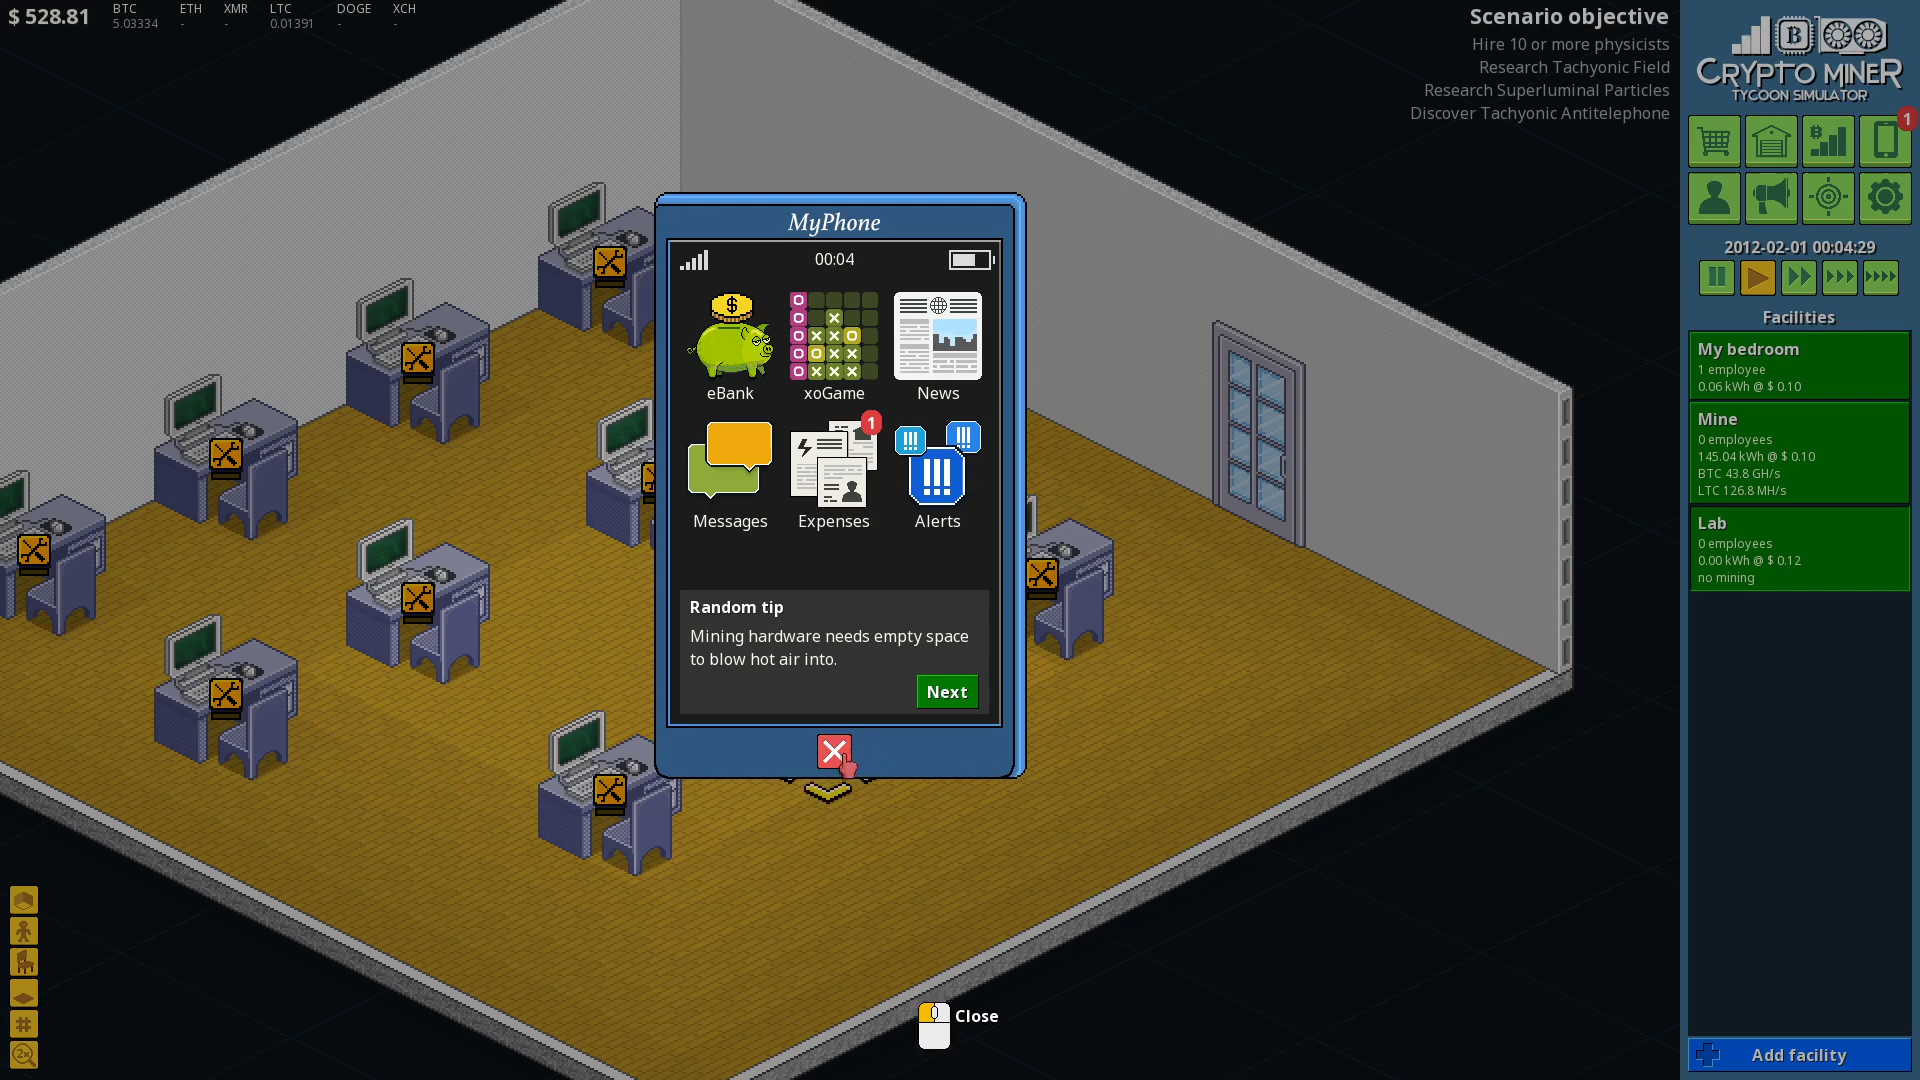 $ 528.81
BTC
5.03334
ETH
-
XMR
-
LTC
0.01391
DOGE
-
XCH
-
Scenario objective
Hire 10 or more physicists
Research Tachyonic Field
Research Superluminal Particles
Discover Tachyonic Antitelephone
CRYPTO MINER
TYCOON SIMULATOR
1
2012-02-01 00:04:29
Facilities
My bedroom
1 employee
0.06 kWh @ $ 0.10
Mine
0 employees
145.04 kWh @ $ 0.10
BTC 43.8 GH/s
LTC 126.8 MH/s
Lab
0 employees
0.00 kWh @ $ 0.12
no mining
Add facility
MyPhone
00:04
eBank
xoGame
News
1
Messages
Expenses
Alerts
Random tip
Mining hardware needs empty space
to blow hot air into.
Next
Close
2x